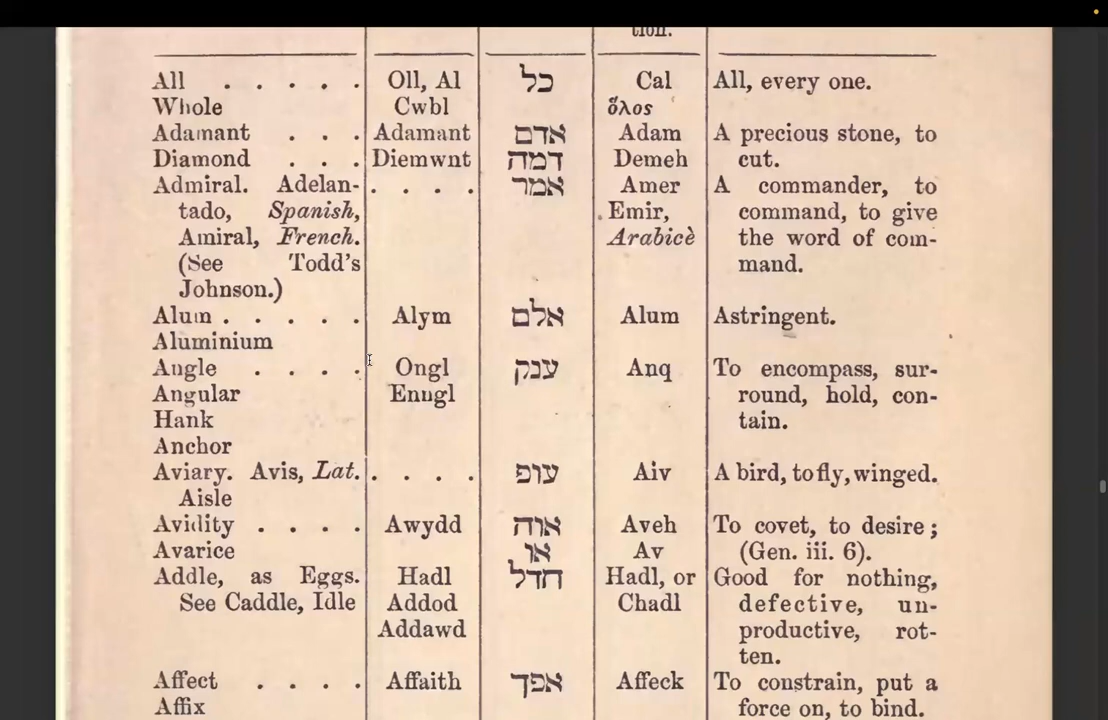 tion.
All . . . . . Oll, Al כל Cal All, every one.
Whole Cwbl ὅλος
Adamant . . . Adamant אדם Adam A precious stone, to
Diamond . . . Diemwnt דמה Demeh cut.
Admiral. Adelan- . . . . אמר Amer A commander, to
tado, Spanish, Emir, command, to give
Amiral, French. Arabicè the word of com-
(See Todd's mand.
Johnson.)
Alum . . . . . Alym אלם Alum Astringent.
Aluminium
Angle . . . . Ongl ענק Anq To encompass, sur-
Angular Enngl round, hold, con-
Hank tain.
Anchor
Aviary. Avis, Lat. . . . . עופ Aiv A bird, to fly, winged.
Aisle
Avidity . . . . Awydd אוה Aveh To covet, to desire;
Avarice או Av (Gen. iii. 6).
Addle, as Eggs. Hadl חדל Hadl, or Good for nothing,
See Caddle, Idle Addod Chadl defective, un-
Addawd productive, rot-
ten.
Affect . . . . Affaith אפך Affeck To constrain, put a
Affix force on, to bind.